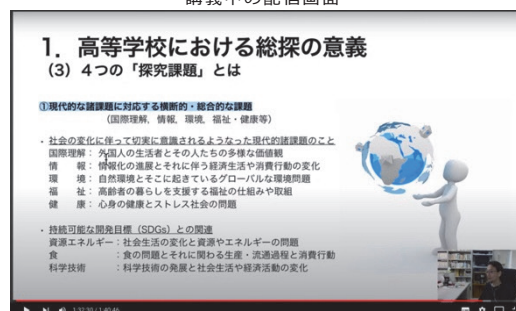 講義中の配信画面
1．高等学校における総探の意義
（3）４つの「探究課題」とは
①現代的な諸課題に対応する横断的・総合的な課題
（国際理解，情報，環境，福祉・健康等）
・社会の変化に伴って切実に意識されるようなった現代的諸課題のこと
国際理解：外国人の生活者とその人たちの多様な価値観
情　　報：情報化の進展とそれに伴う経済生活や消費行動の変化
環　　境：自然環境とそこに起きているグローバルな環境問題
福　　祉：高齢者の暮らしを支援する福祉の仕組みや取組
健　　康：心身の健康とストレス社会の問題
・持続可能な開発目標（SDGs）との関連
資源エネルギー：社会生活の変化と資源やエネルギーの問題
食　　　　　　：食の問題とそれに関わる生産・流通過程と消費行動
科学技術　　　：科学技術の発展と社会生活や経済活動の変化
1:32:30 / 1:40:46